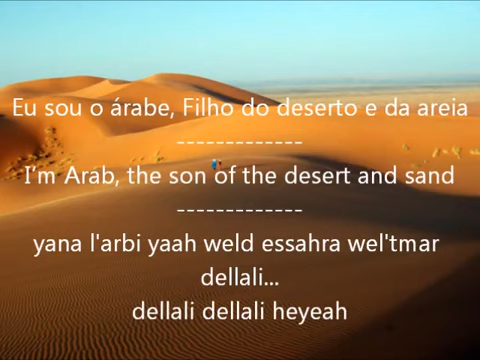 Eu sou o árabe, Filho do deserto e da areia
-------------
I'm Arab, the son of the desert and sand
-------------
yana l'arbi yaah weld essahra wel'tmar
dellali...
dellali dellali heyeah